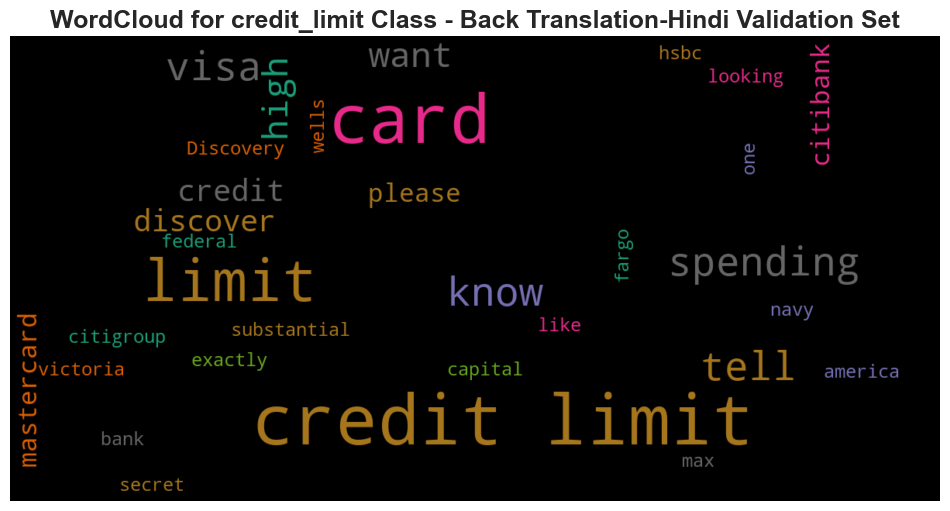 WordCloud for credit_limit Class - Back Translation-Hindi Validation Set
visa
want
hsbc
looking
citibank
high
wells
card
Discovery
one
credit
please
discover
federal
fargo
spending
limit
know
navy
like
substantial
citigroup
mastercard
victoria
exactly
capital
tell
america
credit limit
bank
max
secret